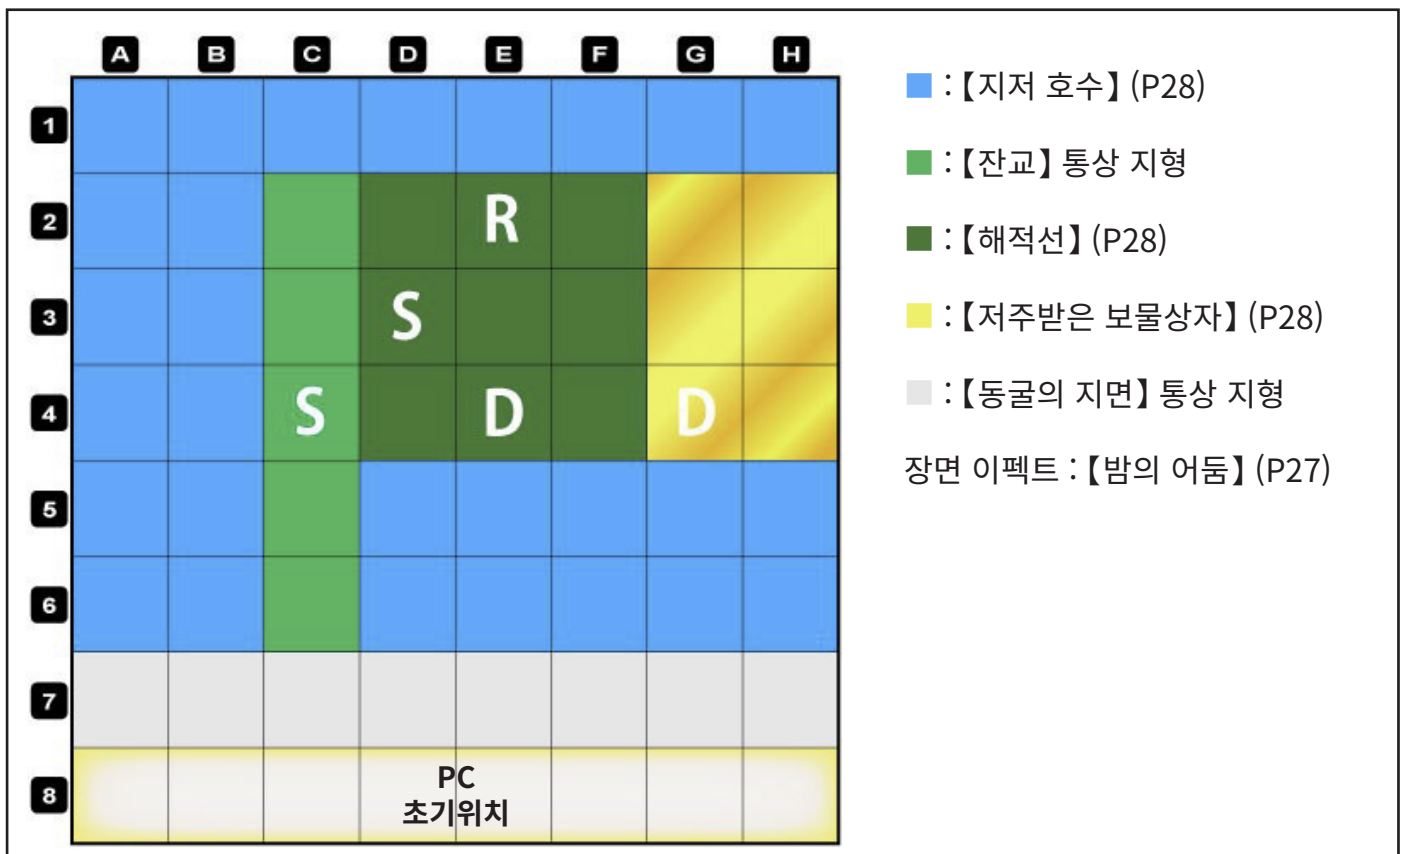 A B C D E F G H
1
2 R
3 S
4 S D D
5
6
7
8 PC
초기위치
■ :【지저 호수】(P28)
■ :【잔교】통상 지형
■ :【해적선】(P28)
■ :【저주받은 보물상자】(P28)
■ :【동굴의 지면】통상 지형
장면 이펙트 :【밤의 어둠】(P27)